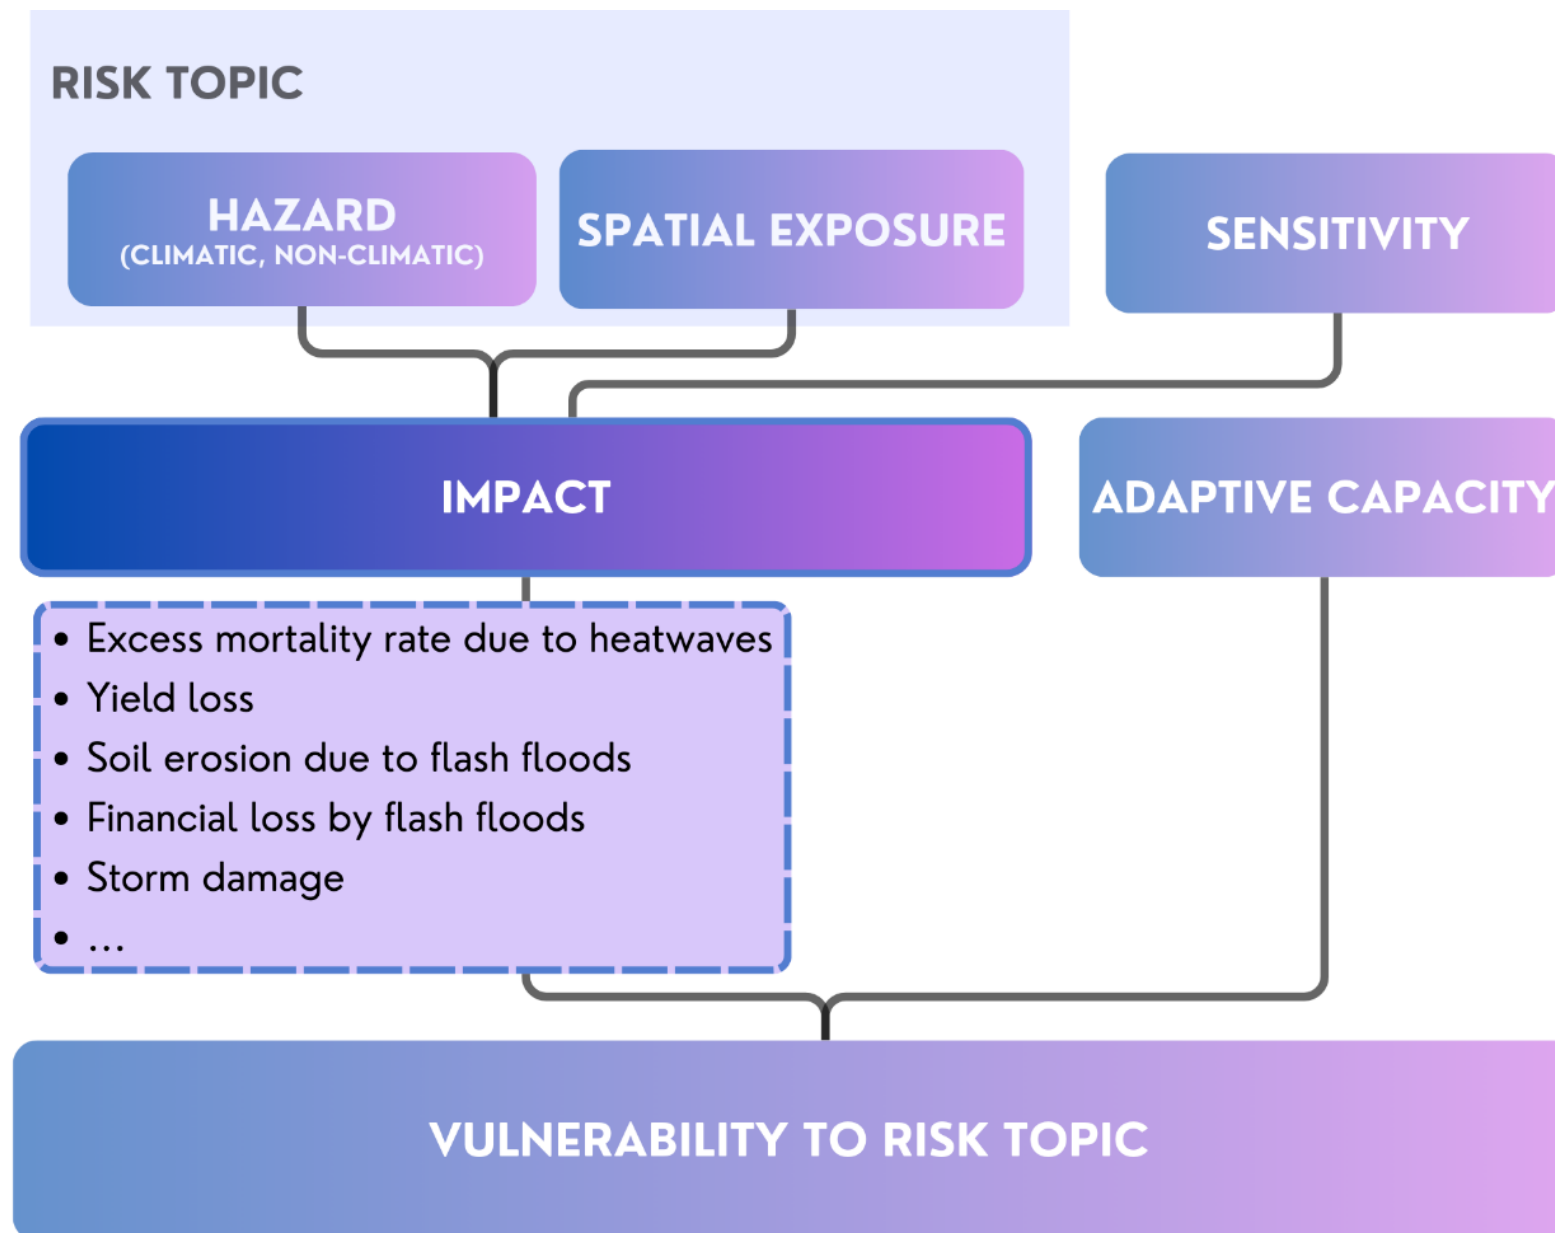 RISK TOPIC
HAZARD
(CLIMATIC, NON-CLIMATIC)
SPATIAL EXPOSURE
SENSITIVITY
IMPACT
ADAPTIVE CAPACITY
• Excess mortality rate due to heatwaves
• Yield loss
• Soil erosion due to flash floods
• Financial loss by flash floods
• Storm damage
• ...
VULNERABILITY TO RISK TOPIC